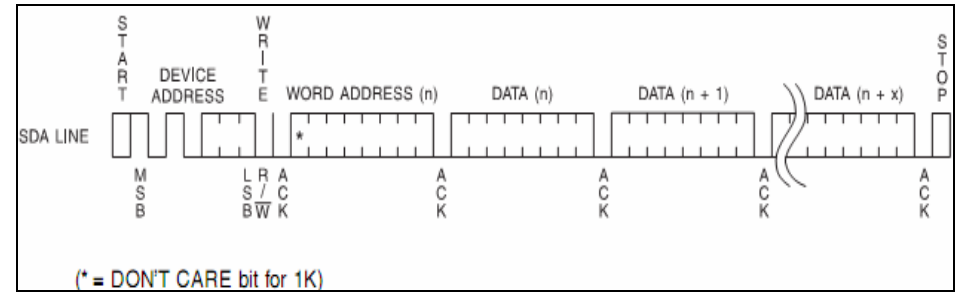 START
WRITE
STOP
DEVICE
ADDRESS
WORD ADDRESS (n)
DATA (n)
DATA (n + 1)
DATA (n + x)
SDA LINE
*
MSB
LSB
R/W
ACK
ACK
ACK
ACK
ACK
(* = DON'T CARE bit for 1K)